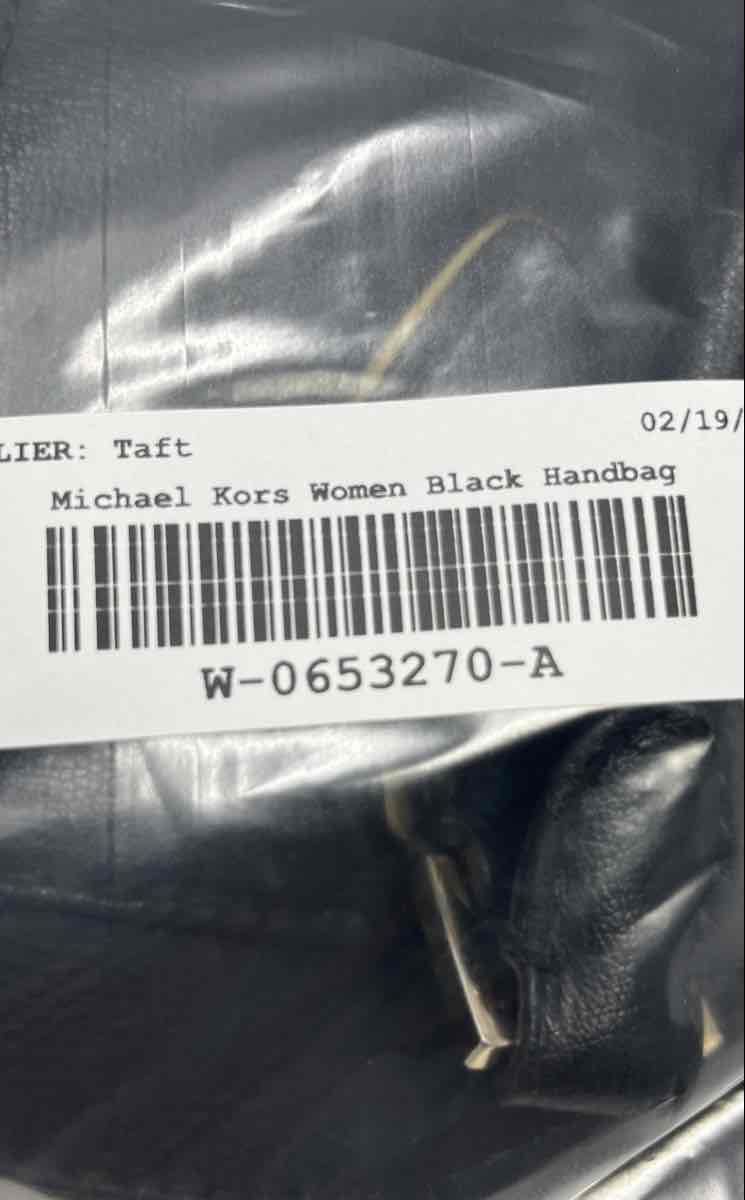 LIER: Taft
02/19/
Michael Kors Women Black Handbag
W-0653270-A